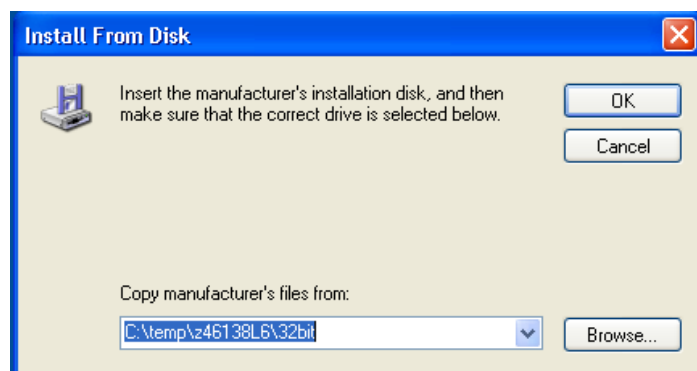 Install From Disk
Insert the manufacturer's installation disk, and then
make sure that the correct drive is selected below.
OK
Cancel
Copy manufacturer's files from:
C:\temp\z46138L6\32bit
Browse...